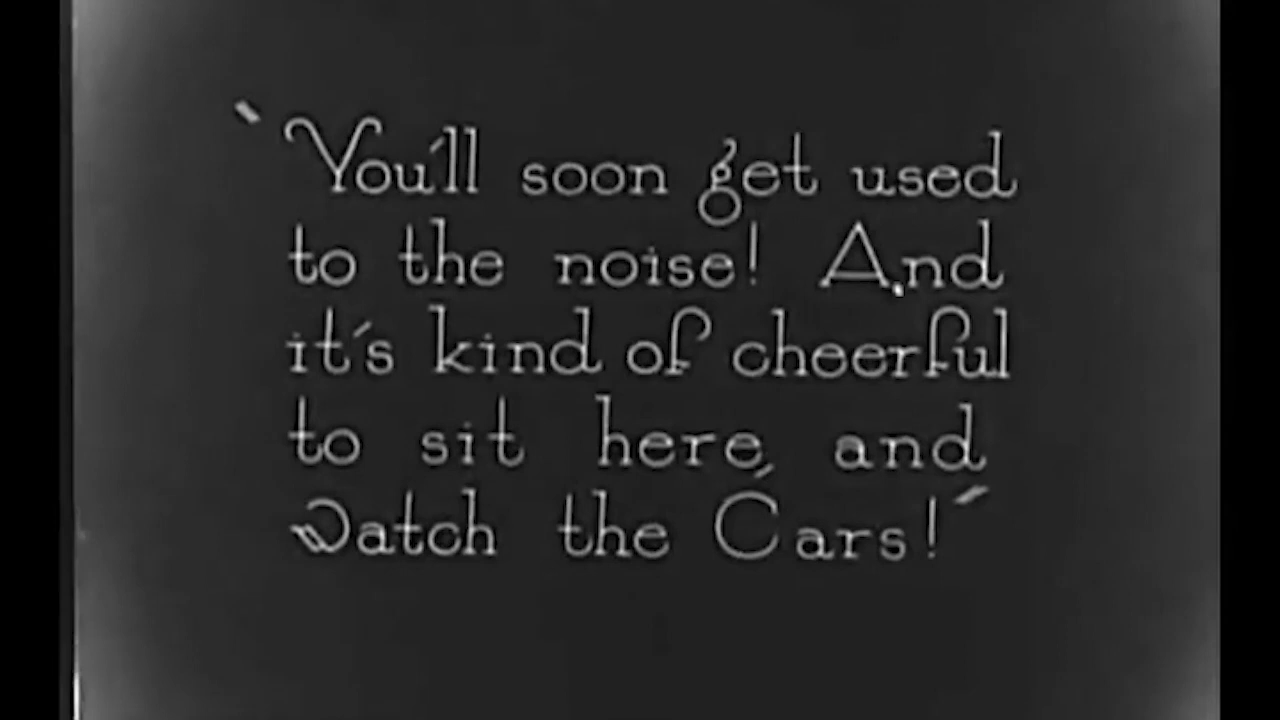 `You'll soon get used
to the noise! And
it's kind of cheerful
to sit here, and
watch the Cars!´